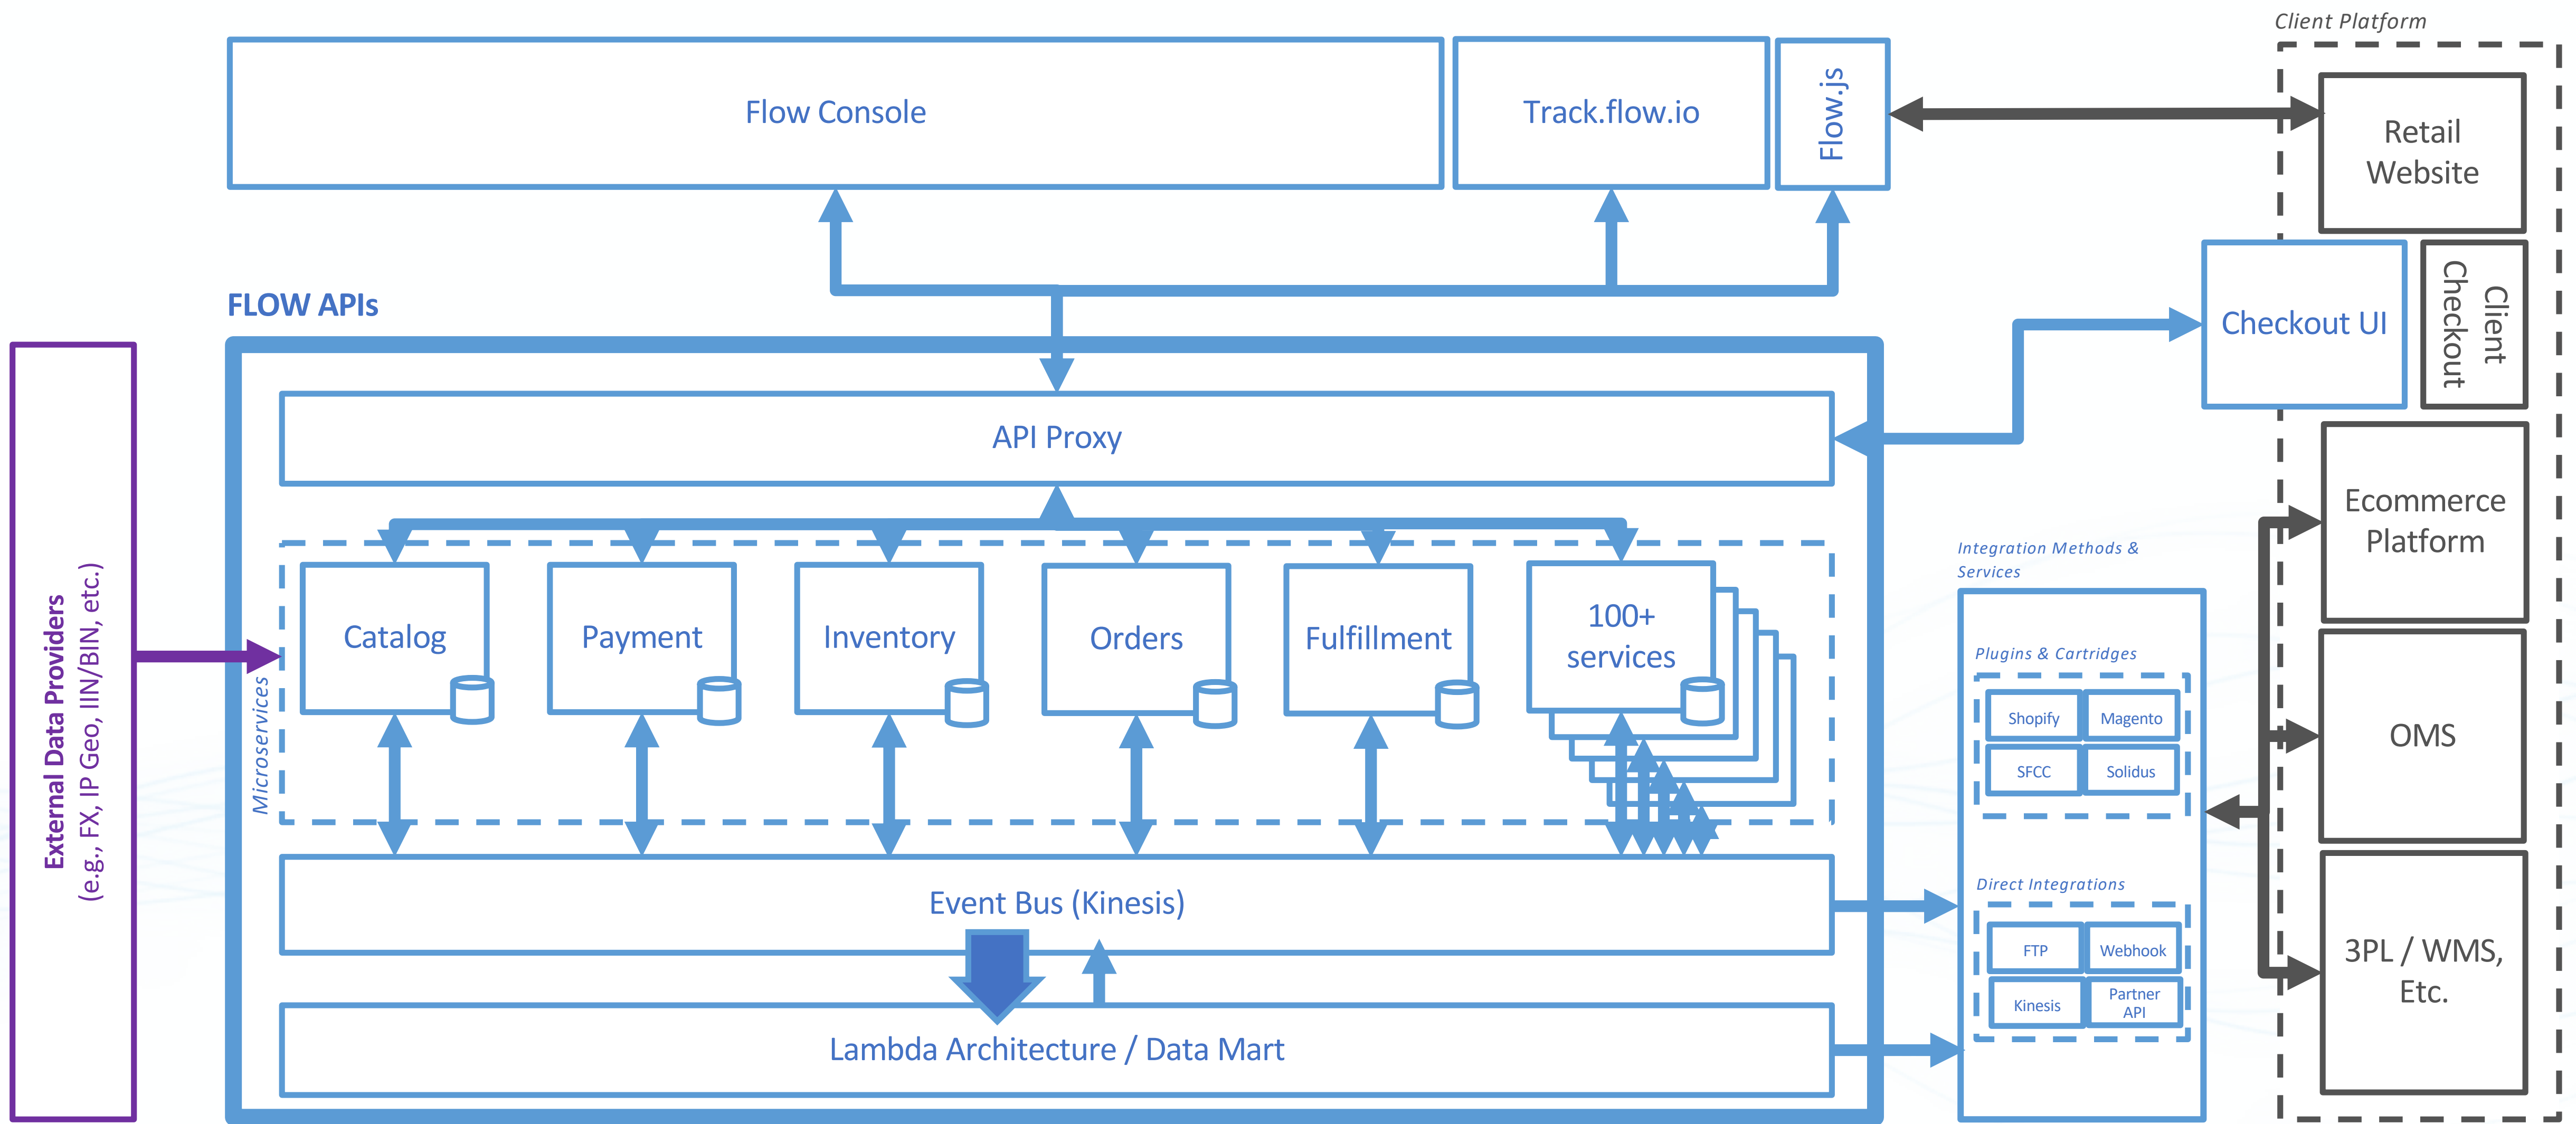 Client Platform
Flow Console
Track.flow.io
Flow.js
Retail
Website
FLOW APIs
Checkout UI
Client
Checkout
External Data Providers
(e.g., FX, IP Geo, IIN/BIN, etc.)
API Proxy
Ecommerce
Platform
Microservices
Catalog
Payment
Inventory
Orders
Fulfillment
100+
services
Integration Methods &
Services
Plugins & Cartridges
Shopify
Magento
SFCC
Solidus
OMS
Direct Integrations
FTP
Webhook
Kinesis
Partner
API
3PL / WMS,
Etc.
Event Bus (Kinesis)
Lambda Architecture / Data Mart